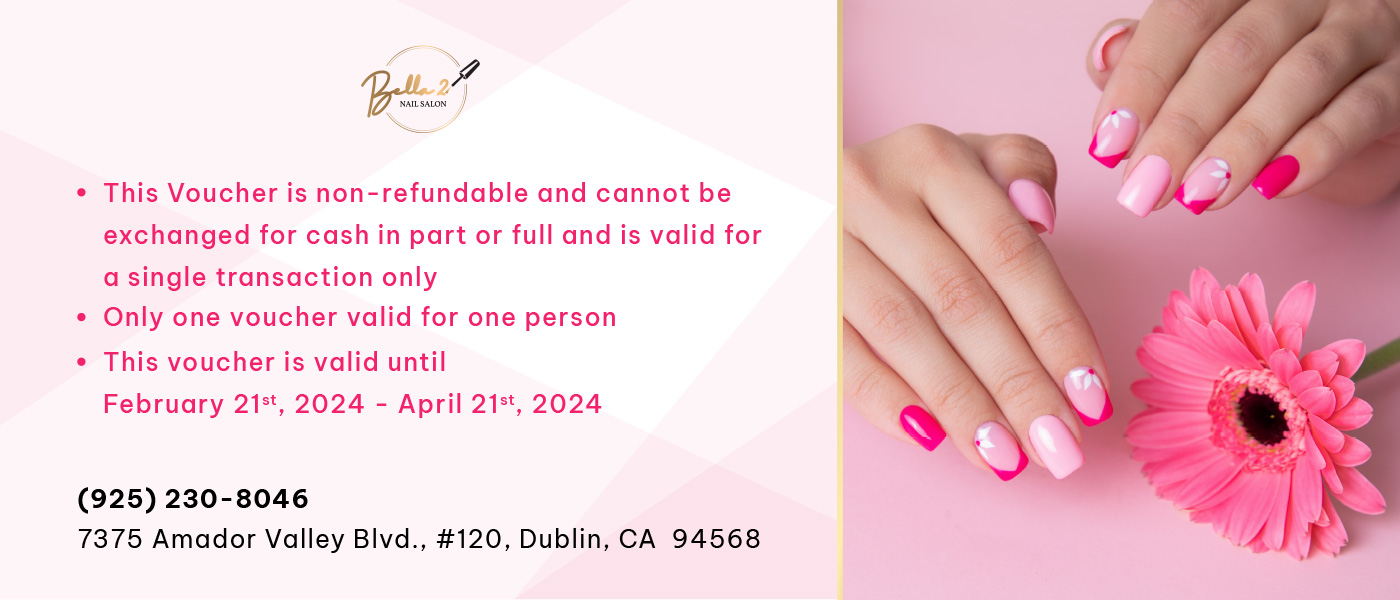 Bella 2
NAIL SALON
• This Voucher is non-refundable and cannot be
exchanged for cash in part or full and is valid for
a single transaction only
• Only one voucher valid for one person
• This voucher is valid until
February 21st, 2024 - April 21st, 2024
(925) 230-8046
7375 Amador Valley Blvd., #120, Dublin, CA 94568